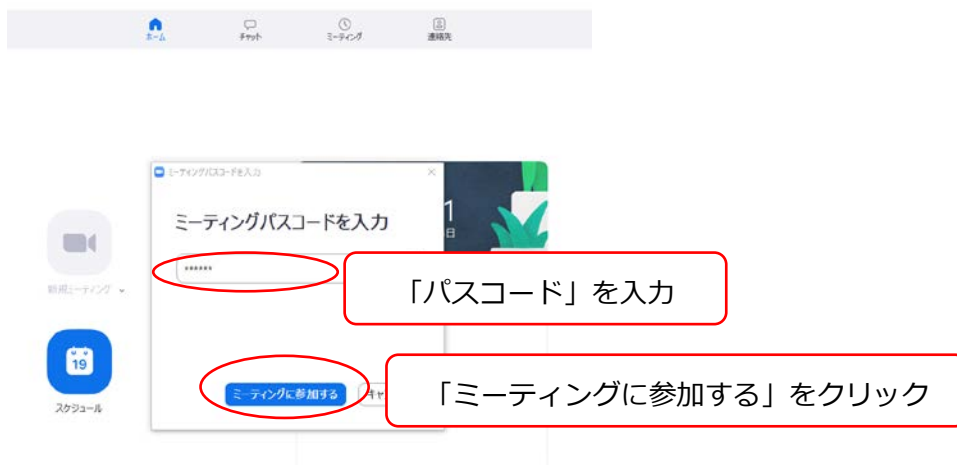 ホーム
チャット
ミーティング
連絡先
ミーティングパスコードを入力
ミーティングパスコードを入力
1
日
******
「パスコード」を入力
新規ミーティング
19
ミーティングに参加する
キャ
「ミーティングに参加する」をクリック
スケジュール